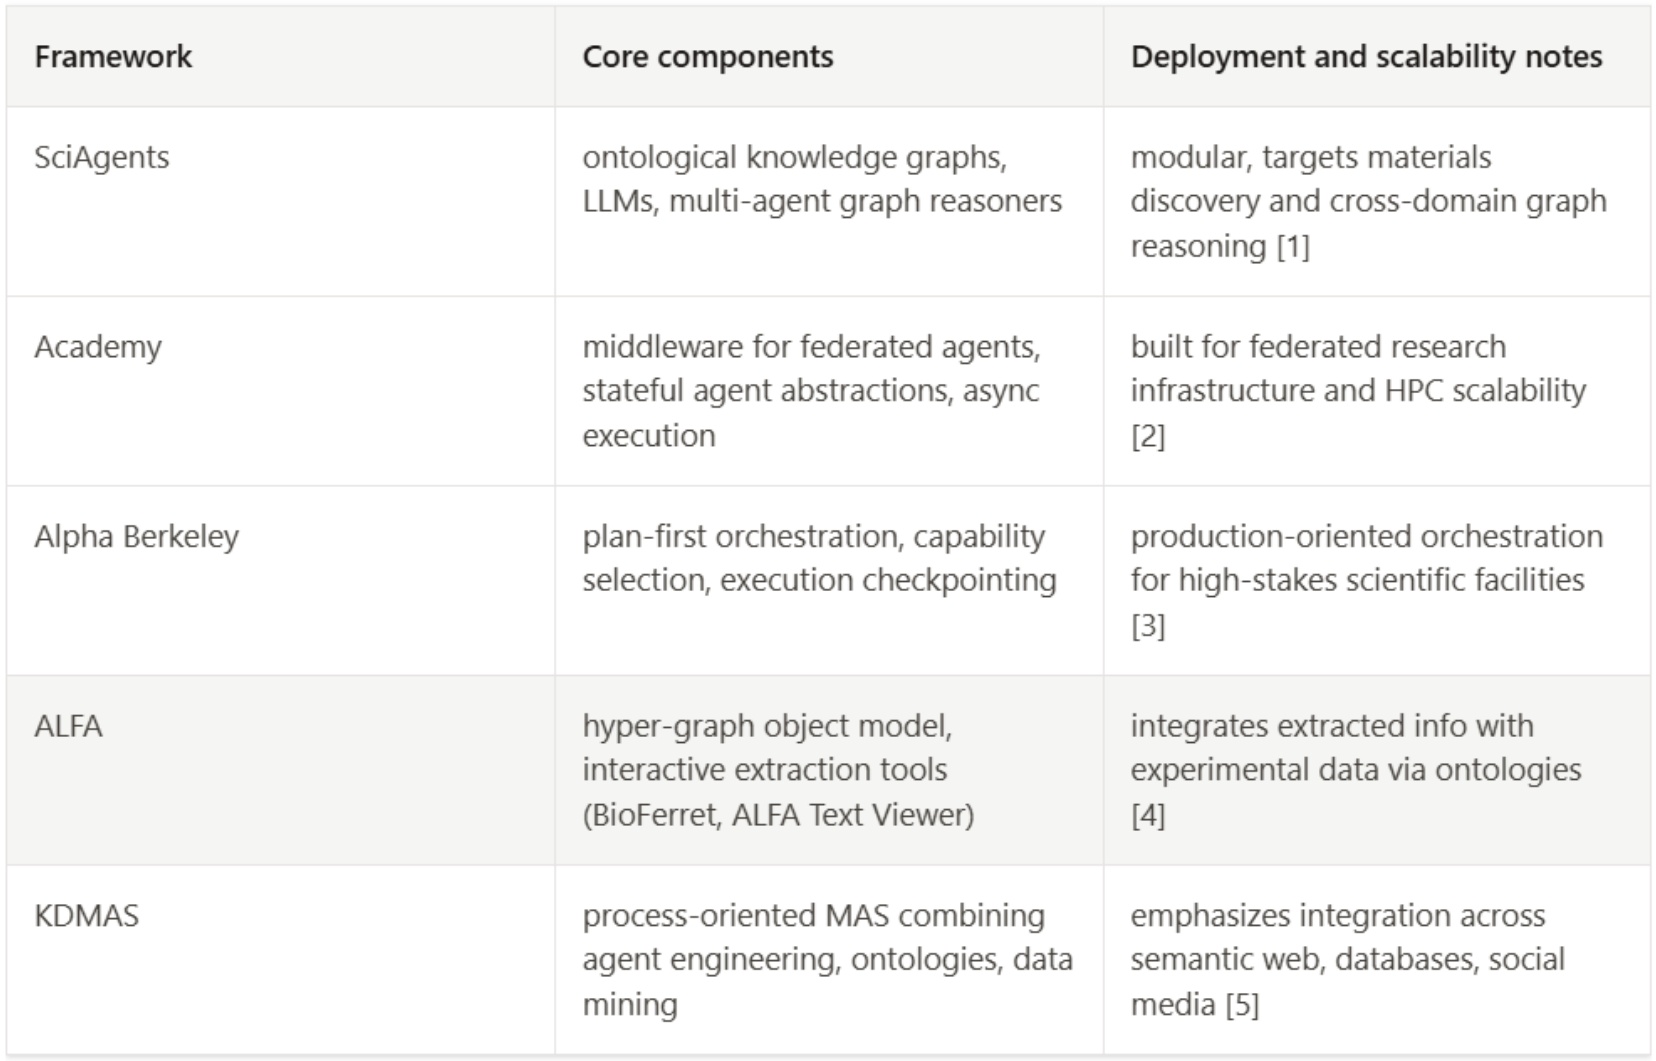 Framework
Core components
Deployment and scalability notes
SciAgents
ontological knowledge graphs,
LLMs, multi-agent graph reasoners
modular, targets materials
discovery and cross-domain graph
reasoning [1]
Academy
middleware for federated agents,
stateful agent abstractions, async
execution
built for federated research
infrastructure and HPC scalability
[2]
Alpha Berkeley
plan-first orchestration, capability
selection, execution checkpointing
production-oriented orchestration
for high-stakes scientific facilities
[3]
ALFA
hyper-graph object model,
interactive extraction tools
(BioFerret, ALFA Text Viewer)
integrates extracted info with
experimental data via ontologies
[4]
KDMAS
process-oriented MAS combining
agent engineering, ontologies, data
mining
emphasizes integration across
semantic web, databases, social
media [5]